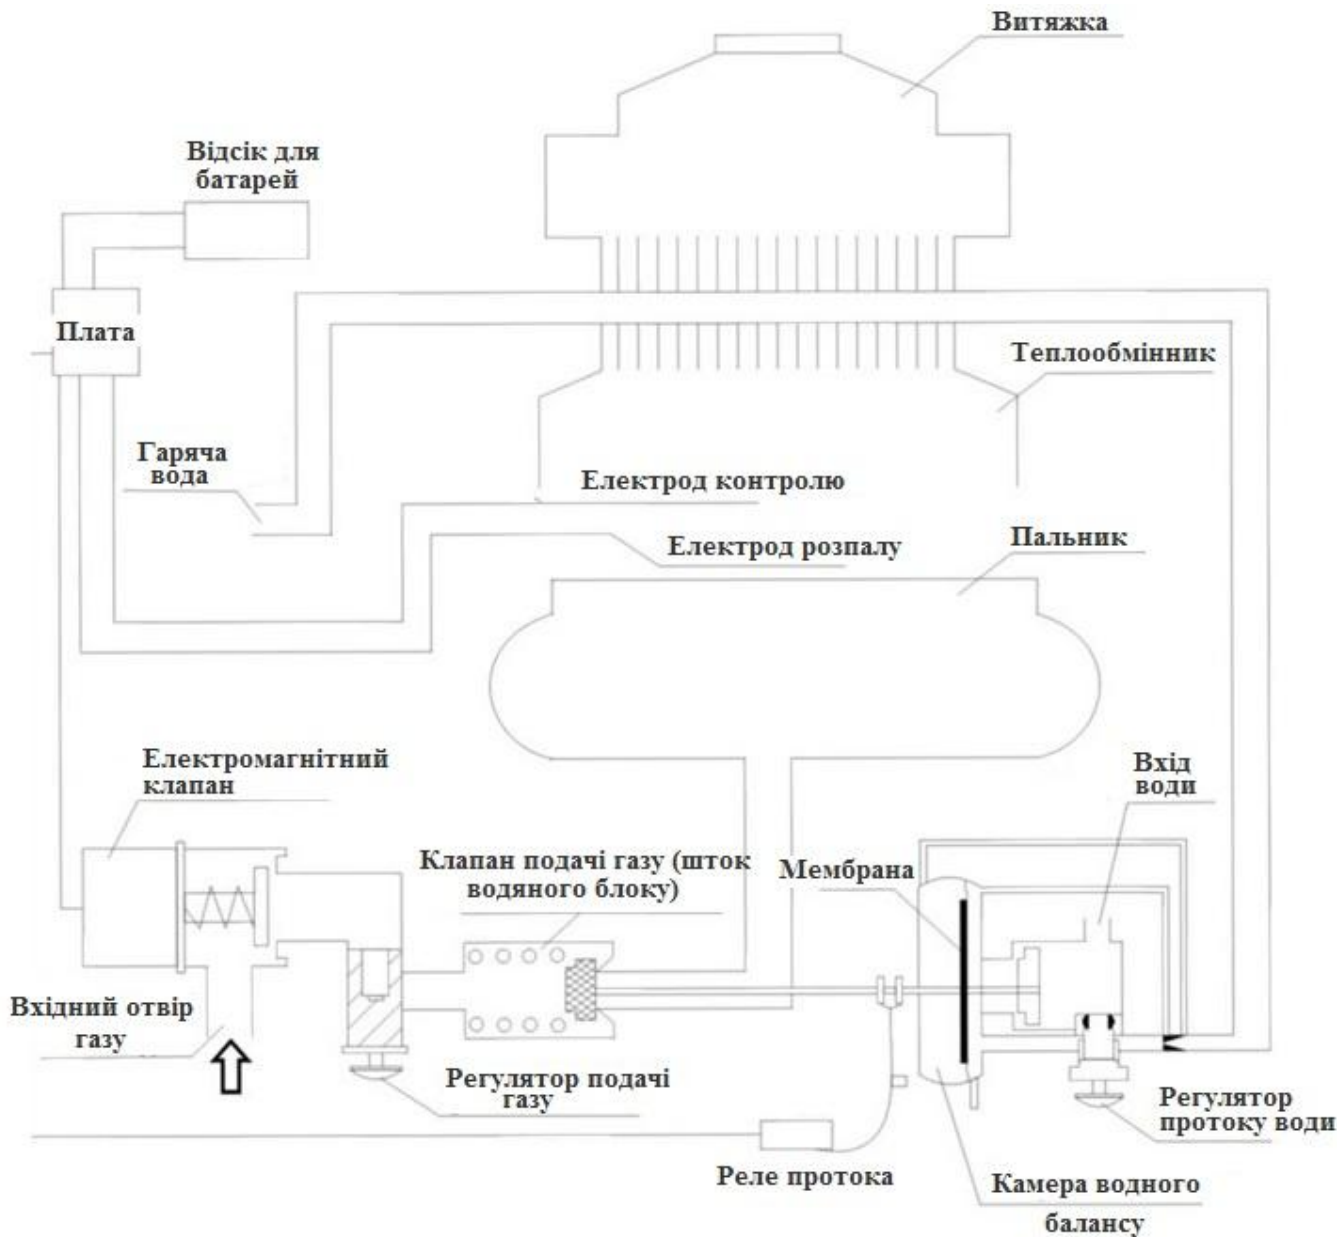 Витяжка
Відсік для
батарей
Плата
Теплообмінник
Гаряча
вода
Електрод контролю
Електрод розпалу
Пальник
Електромагнітний
клапан
Вхід
води
Клапан подачі газу (шток
водяного блоку)
Мембрана
Вхідний отвір
газу
Регулятор подачі
газу
Регулятор
протоку води
Реле протока
Камера водного
балансу